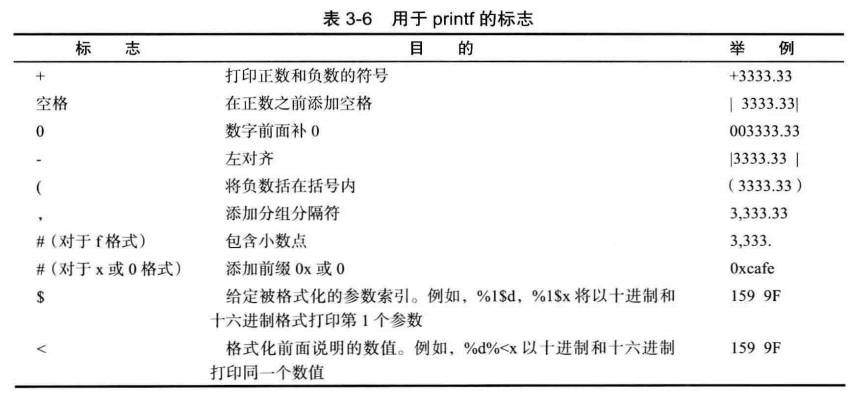 表 3-6 用于 printf 的标志
标 志 目 的 举 例
+ 打印正数和负数的符号 +3333.33
空格 在正数之前添加空格 | 3333.33|
0 数字前面补 0 003333.33
- 左对齐 |3333.33 |
( 将负数括在括号内 (3333.33)
, 添加分组分隔符 3,333.33
# (对于 f 格式) 包含小数点 3,333.
# (对于 x 或 0 格式) 添加前缀 0x 或 0 0xcafe
$ 给定被格式化的参数索引。例如，%1$d，%1$x 将以十进制和 159 9F
十六进制格式打印第 1 个参数
< 格式化前面说明的数值。例如，%d%<x 以十进制和十六进制 159 9F
打印同一个数值